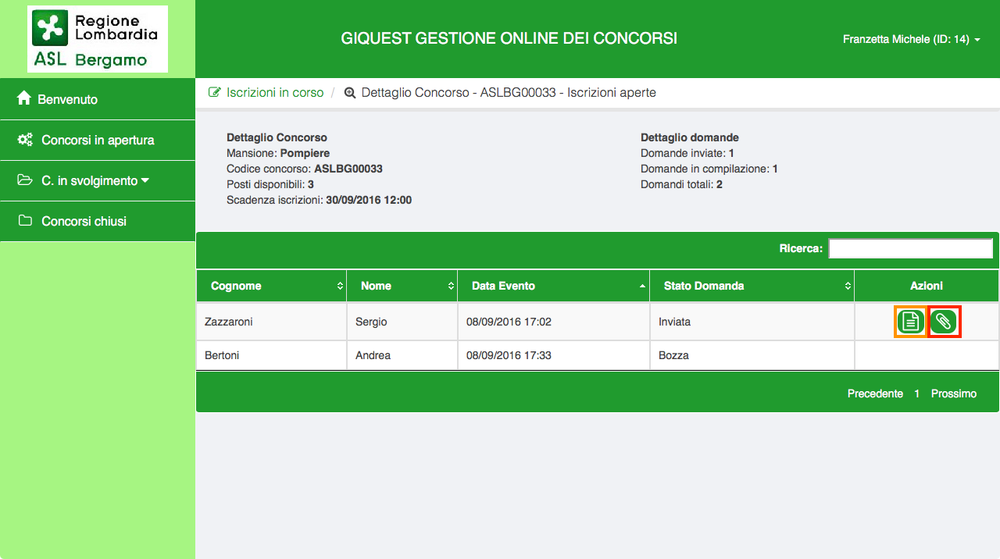 Regione
Lombardia
ASL Bergamo
GIQUEST GESTIONE ONLINE DEI CONCORSI
Franzetta Michele (ID: 14)
Benvenuto
Concorsi in apertura
C. in svolgimento
Concorsi chiusi
Iscrizioni in corso / Dettaglio Concorso - ASLBG00033 - Iscrizioni aperte
Dettaglio Concorso
Mansione: Pompiere
Codice concorso: ASLBG00033
Posti disponibili: 3
Scadenza iscrizioni: 30/09/2016 12:00
Dettaglio domande
Domande inviate: 1
Domande in compilazione: 1
Domandi totali: 2
Ricerca:
Cognome Nome Data Evento Stato Domanda Azioni
Zazzaroni Sergio 08/09/2016 17:02 Inviata
Bertoni Andrea 08/09/2016 17:33 Bozza
Precedente 1 Prossimo